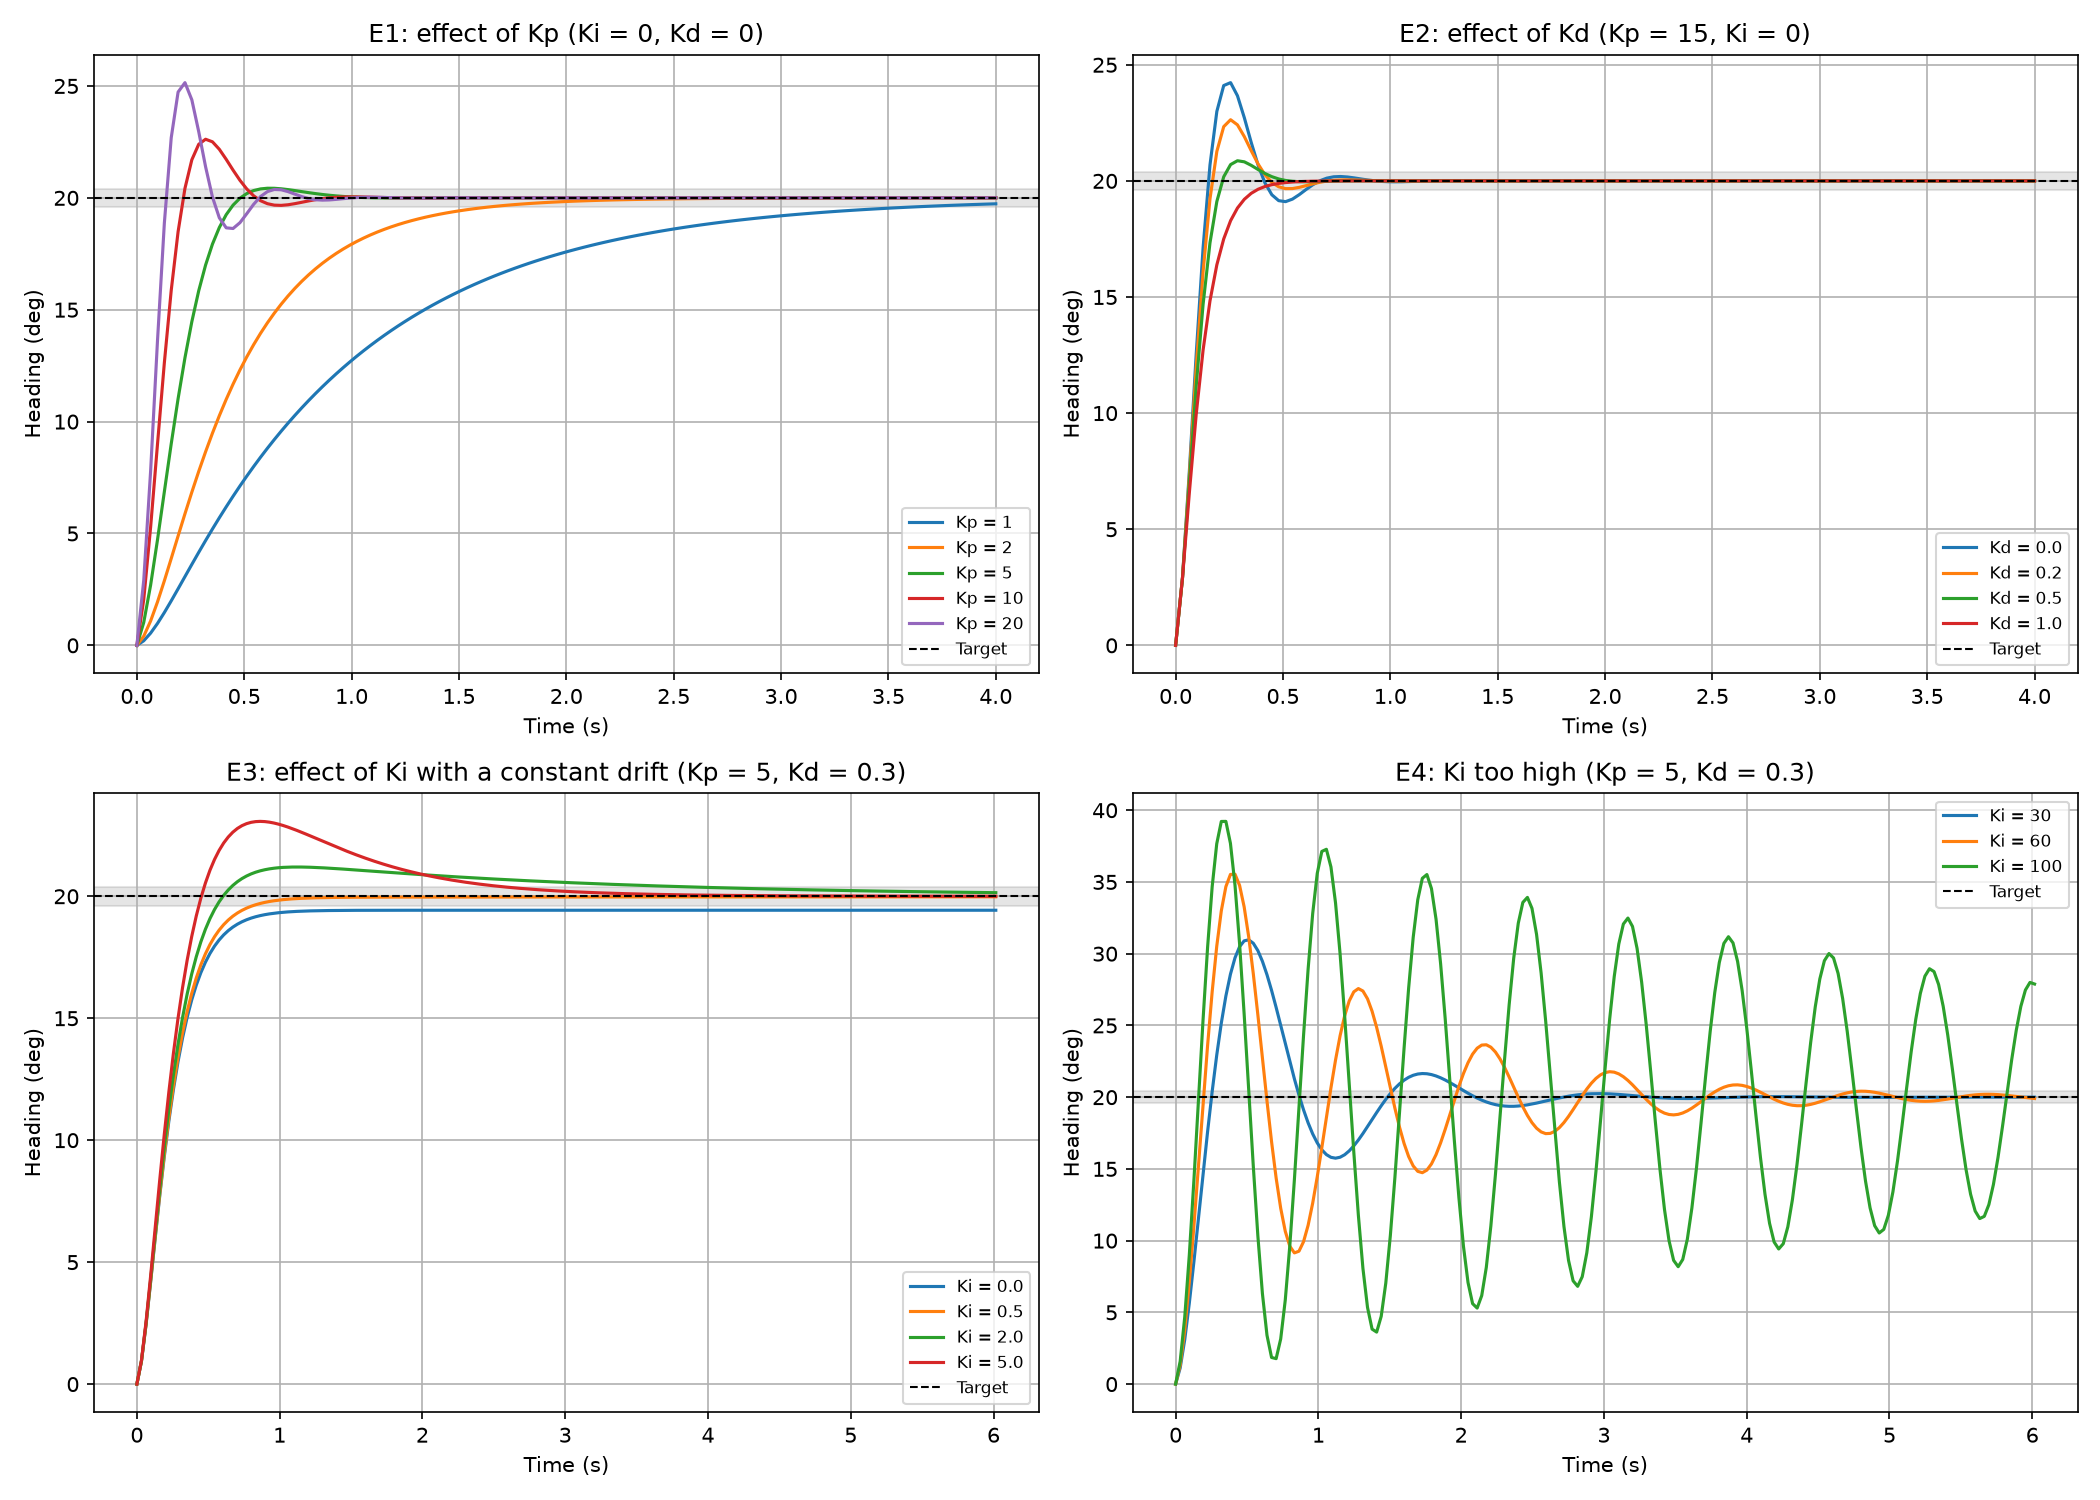 E1: effect of Kp (Ki = 0, Kd = 0)
Heading (deg)
25
20
15
10
5
0
Kp = 1
Kp = 2
Kp = 5
Kp = 10
Kp = 20
Target
0.0 0.5 1.0 1.5 2.0 2.5 3.0 3.5 4.0
Time (s)
E2: effect of Kd (Kp = 15, Ki = 0)
Heading (deg)
25
20
15
10
5
0
Kd = 0.0
Kd = 0.2
Kd = 0.5
Kd = 1.0
Target
0.0 0.5 1.0 1.5 2.0 2.5 3.0 3.5 4.0
Time (s)
E3: effect of Ki with a constant drift (Kp = 5, Kd = 0.3)
Heading (deg)
20
15
10
5
0
Ki = 0.0
Ki = 0.5
Ki = 2.0
Ki = 5.0
Target
0 1 2 3 4 5 6
Time (s)
E4: Ki too high (Kp = 5, Kd = 0.3)
Heading (deg)
40
35
30
25
20
15
10
5
0
Ki = 30
Ki = 60
Ki = 100
Target
0 1 2 3 4 5 6
Time (s)